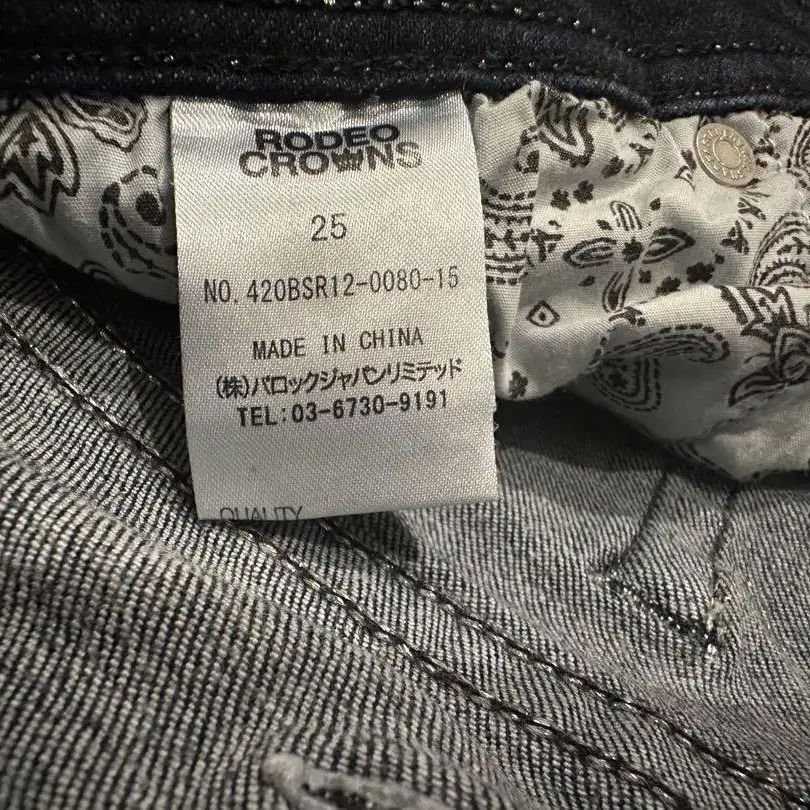 RODEO
CROWNS
25
NO. 420BSR12-0080-15
MADE IN CHINA
(株)バロックジャパンリミテッド
TEL:03-6730-9191
QUALITY